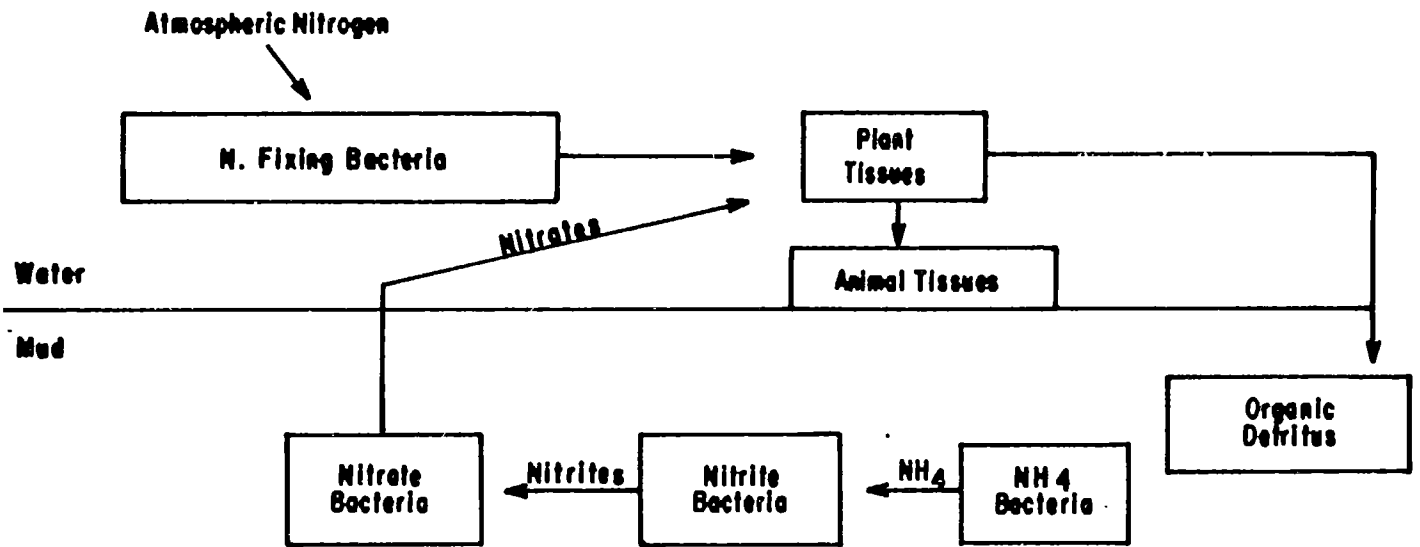 Atmospheric Nitrogen
N. Fixing Bacteria
Plant
Tissues
Nitrates
Water
Animal Tissues
Mud
Organic
Detritus
Nitrate
Bacteria
Nitrites
Nitrite
Bacteria
NH4
NH 4
Bacteria